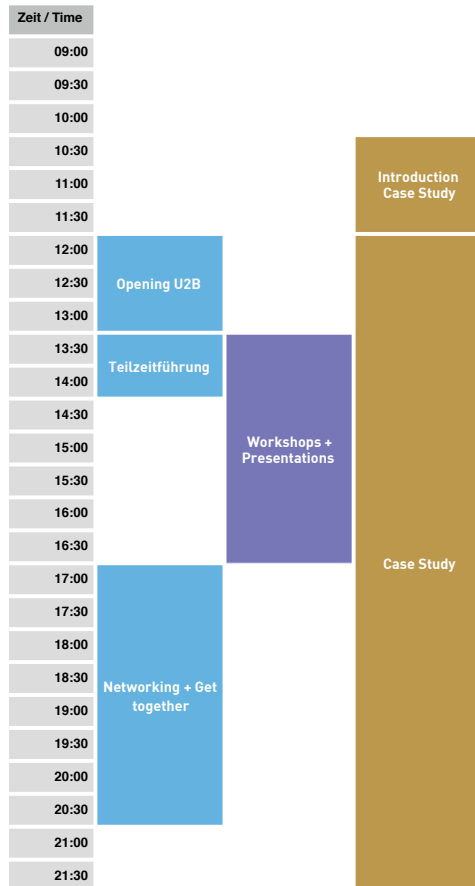 Zeit / Time
09:00
09:30
10:00
10:30
11:00
11:30
12:00
12:30
13:00
13:30
14:00
14:30
15:00
15:30
16:00
16:30
17:00
17:30
18:00
18:30
19:00
19:30
20:00
20:30
21:00
21:30
Opening U2B
Teilzeitführung
Networking + Get
together
Workshops +
Presentations
Introduction
Case Study
Case Study